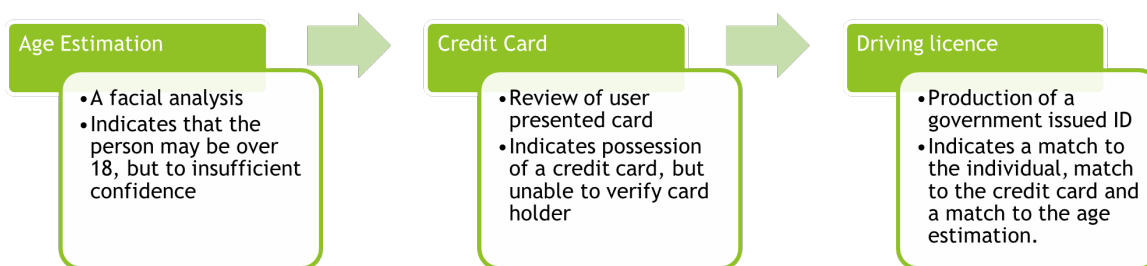 Age Estimation
•A facial analysis
•Indicates that the
person may be over
18, but to insufficient
confidence
Credit Card
•Review of user
presented card
•Indicates possession
of a credit card, but
unable to verify card
holder
Driving licence
•Production of a
government issued ID
•Indicates a match to
the individual, match
to the credit card and
a match to the age
estimation.